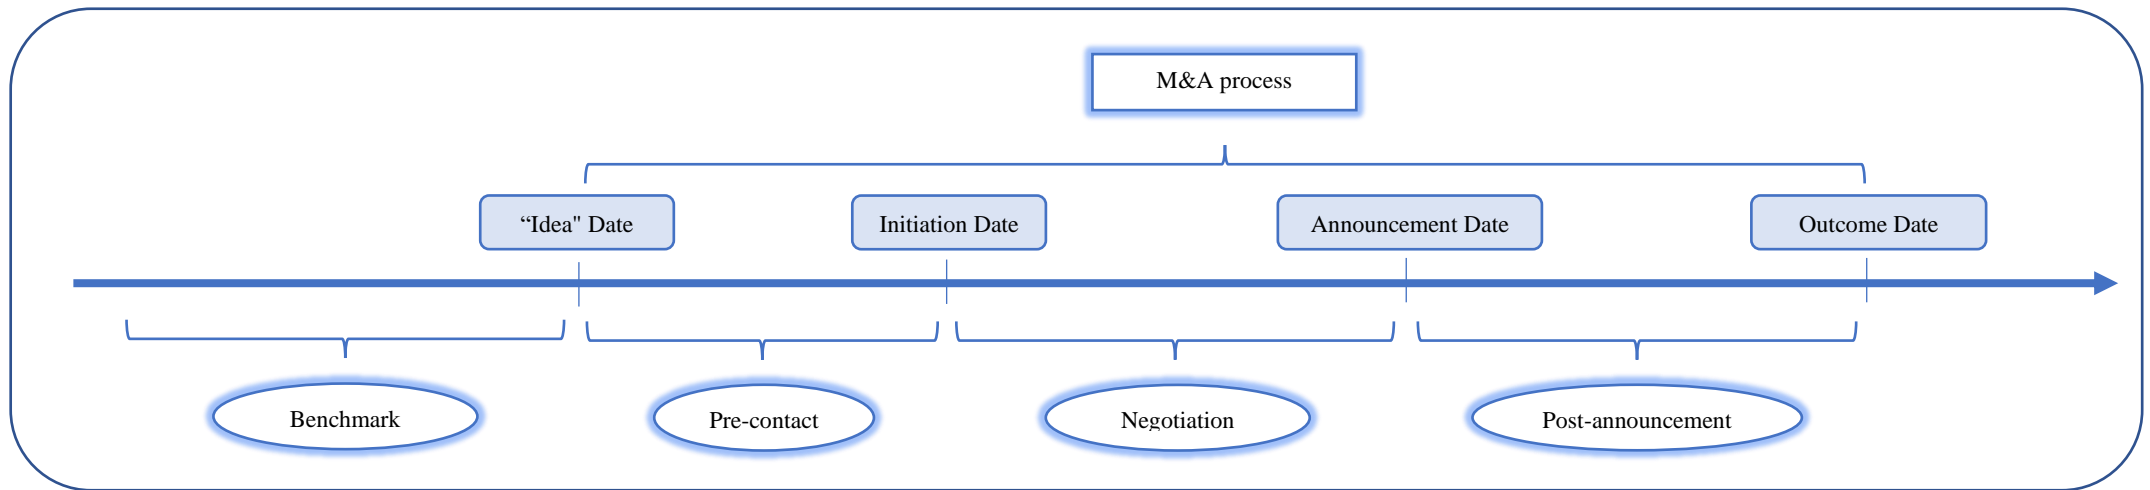 M&A process
“Idea" Date
Initiation Date
Announcement Date
Outcome Date
Benchmark
Pre-contact
Negotiation
Post-announcement